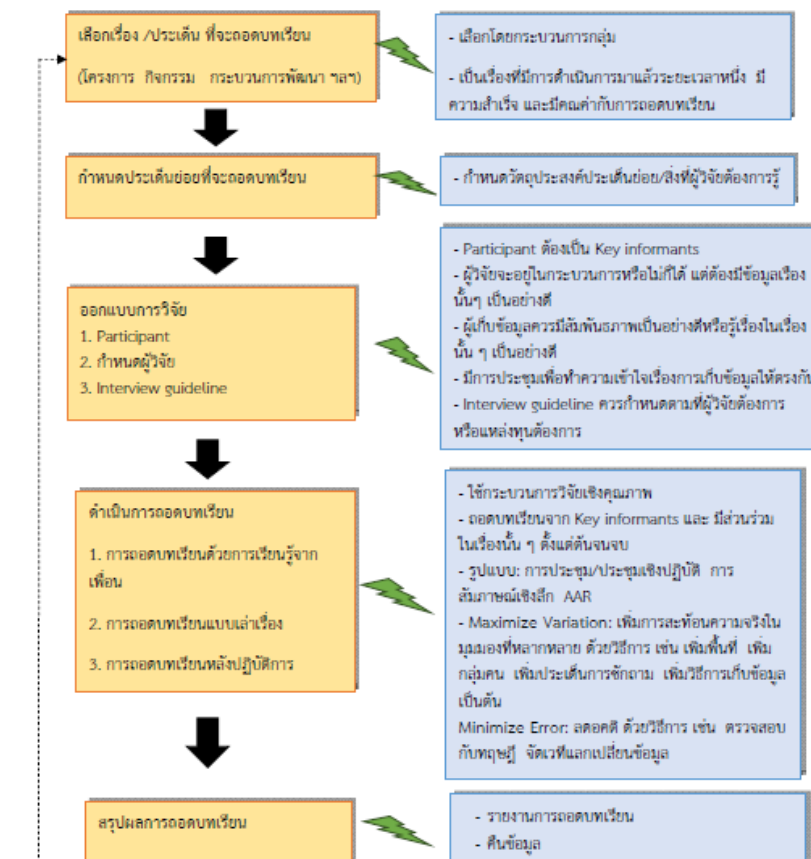 เลือกเรื่อง /ประเด็น ที่จะถอดบทเรียน
(โครงการ กิจกรรม กระบวนการพัฒนา ฯลฯ)
- เลือกโดยกระบวนการกลุ่ม
- เป็นเรื่องที่มีการดำเนินการมาแล้วระยะเวลาหนึ่ง มี
ความสำเร็จ และมีคุณค่ากับการถอดบทเรียน
กำหนดประเด็นย่อยที่จะถอดบทเรียน
- กำหนดวัตถุประสงค์ประเด็นย่อย/สิ่งที่ผู้วิจัยต้องการรู้
ออกแบบการวิจัย
1. Participant
2. กำหนดผู้วิจัย
3. Interview guideline
- Participant ต้องเป็น Key informants
- ผู้วิจัยจะอยู่ในกระบวนการหรือไม่ก็ได้ แต่ต้องมีข้อมูลเรื่อง
นั้นๆ เป็นอย่างดี
- ผู้เก็บข้อมูลควรมีสัมพันธภาพเป็นอย่างดีหรือรู้เรื่องในเรื่อง
นั้น ๆ เป็นอย่างดี
- มีการประชุมเพื่อทำความเข้าใจเรื่องการเก็บข้อมูลให้ตรงกัน
- Interview guideline ควรกำหนดตามที่ผู้วิจัยต้องการ
หรือแหล่งทุนต้องการ
ดำเนินการถอดบทเรียน
1. การถอดบทเรียนด้วยการเรียนรู้จาก
เพื่อน
2. การถอดบทเรียนแบบเล่าเรื่อง
3. การถอดบทเรียนหลังปฏิบัติการ
- ใช้กระบวนการวิจัยเชิงคุณภาพ
- ถอดบทเรียนจาก Key informants และ มีส่วนร่วม
ในเรื่องนั้น ๆ ตั้งแต่ต้นจนจบ
- รูปแบบ: การประชุม/ประชุมเชิงปฏิบัติ การ
สัมภาษณ์เชิงลึก AAR
- Maximize Variation: เพิ่มการสะท้อนความจริงใน
มุมมองที่หลากหลาย ด้วยวิธีการ เช่น เพิ่มพื้นที่ เพิ่ม
กลุ่มคน เพิ่มประเด็นการซักถาม เพิ่มวิธีการเก็บข้อมูล
เป็นต้น
Minimize Error: ลดอคติ ด้วยวิธีการ เช่น ตรวจสอบ
กับทฤษฎี จัดเวทีแลกเปลี่ยนข้อมูล
สรุปผลการถอดบทเรียน
- รายงานการถอดบทเรียน
- คืนข้อมูล